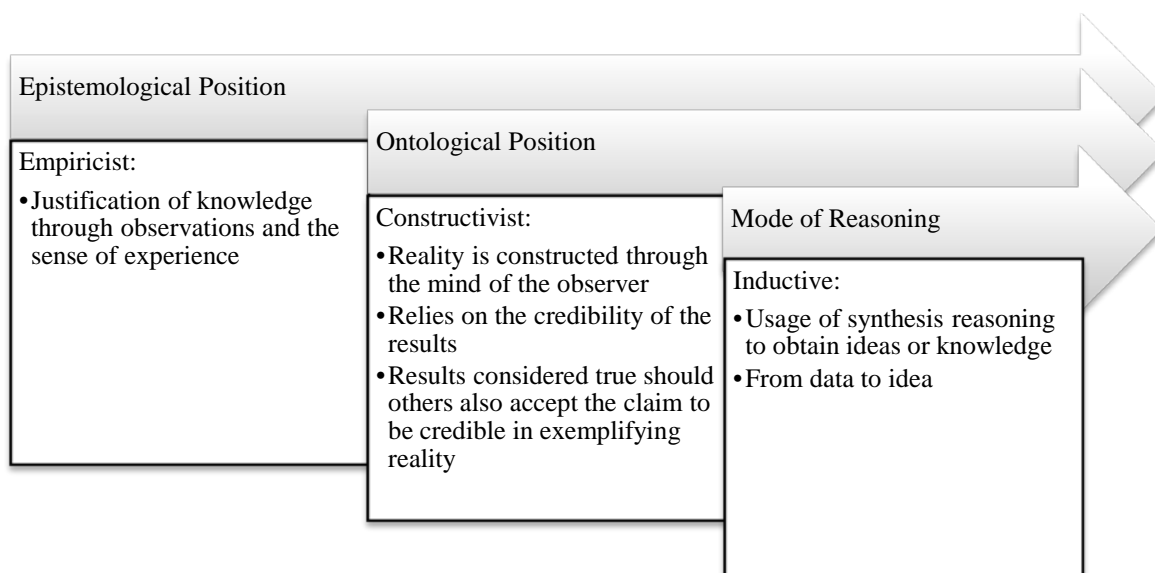 Epistemological Position
Empiricist:
•Justification of knowledge
through observations and the
sense of experience
Ontological Position
Constructivist:
•Reality is constructed through
the mind of the observer
•Relies on the credibility of the
results
•Results considered true should
others also accept the claim to
be credible in exemplifying
reality
Mode of Reasoning
Inductive:
•Usage of synthesis reasoning
to obtain ideas or knowledge
•From data to idea